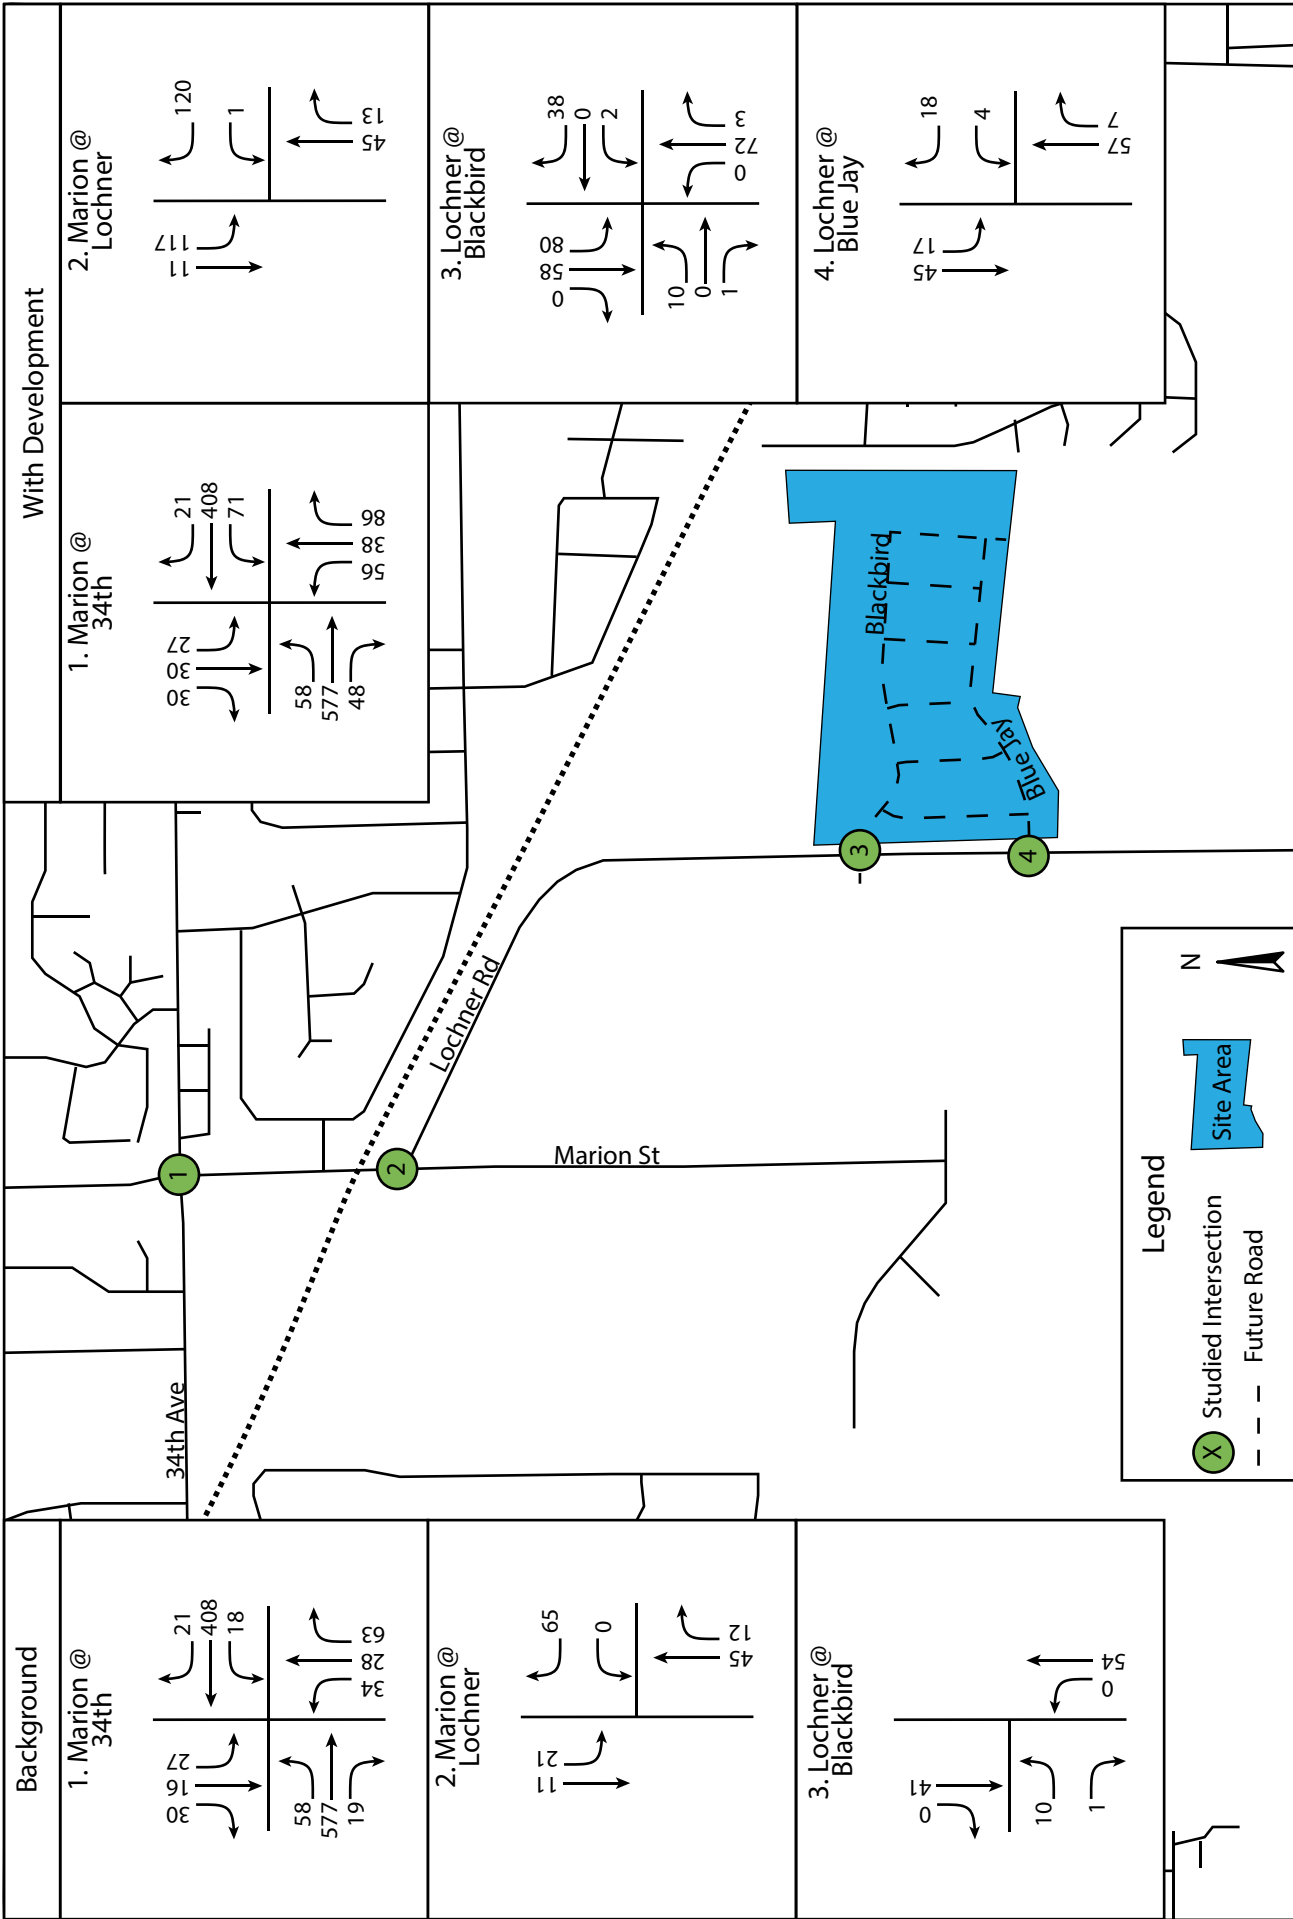 Background
1. Marion @
34th
30
16
27
21
408
18
58
577
19
34
28
63
2. Marion @
Lochner
11
21
65
0
45
12
3. Lochner @
Blackbird
0
41
10
1
0
54
With Development
1. Marion @
34th
30
30
27
21
408
71
58
577
48
56
38
86
2. Marion @
Lochner
11
117
120
1
45
13
3. Lochner @
Blackbird
0
58
80
38
0
2
10
0
1
0
72
3
4. Lochner @
Blue Jay
45
17
18
4
57
7
34th Ave
1
2
Lochner Rd
Marion St
3
4
Blackbird
Blue Jay
Legend
X Studied Intersection
Future Road
Site Area
N